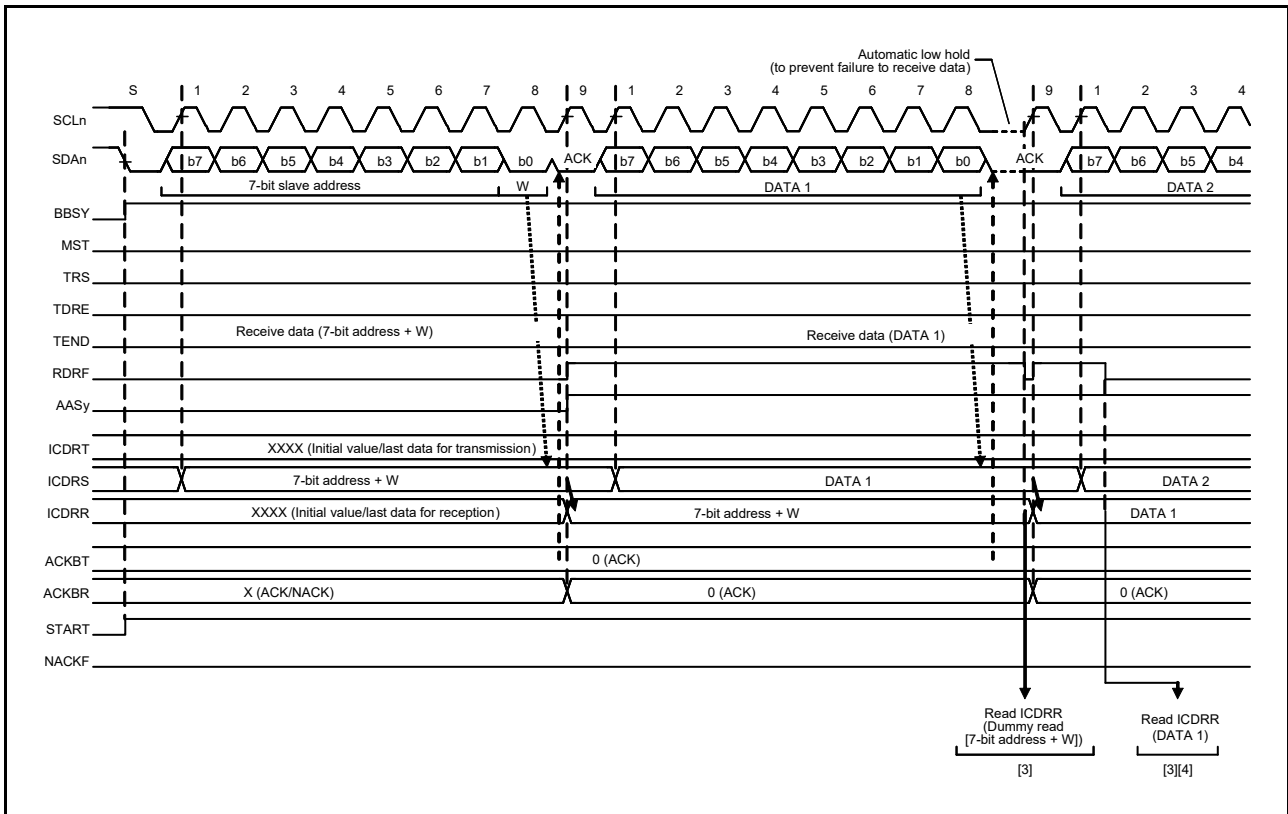 Automatic low hold
(to prevent failure to receive data)
S 1 2 3 4 5 6 7 8 9 1 2 3 4 5 6 7 8 9 1 2 3 4
SCLn
SDAn b7 b6 b5 b4 b3 b2 b1 b0 ACK b7 b6 b5 b4 b3 b2 b1 b0 ACK b7 b6 b5 b4
7-bit slave address W DATA 1 DATA 2
BBSY
MST
TRS
TDRE
Receive data (7-bit address + W) Receive data (DATA 1)
TEND
RDRF
AASy
ICDRT XXXX (Initial value/last data for transmission)
ICDRS 7-bit address + W DATA 1 DATA 2
ICDRR XXXX (Initial value/last data for reception) 7-bit address + W DATA 1
ACKBT 0 (ACK)
ACKBR X (ACK/NACK) 0 (ACK) 0 (ACK)
START
NACKF
Read ICDRR
(Dummy read
[7-bit address + W])
[3]
Read ICDRR
(DATA 1)
[3][4]